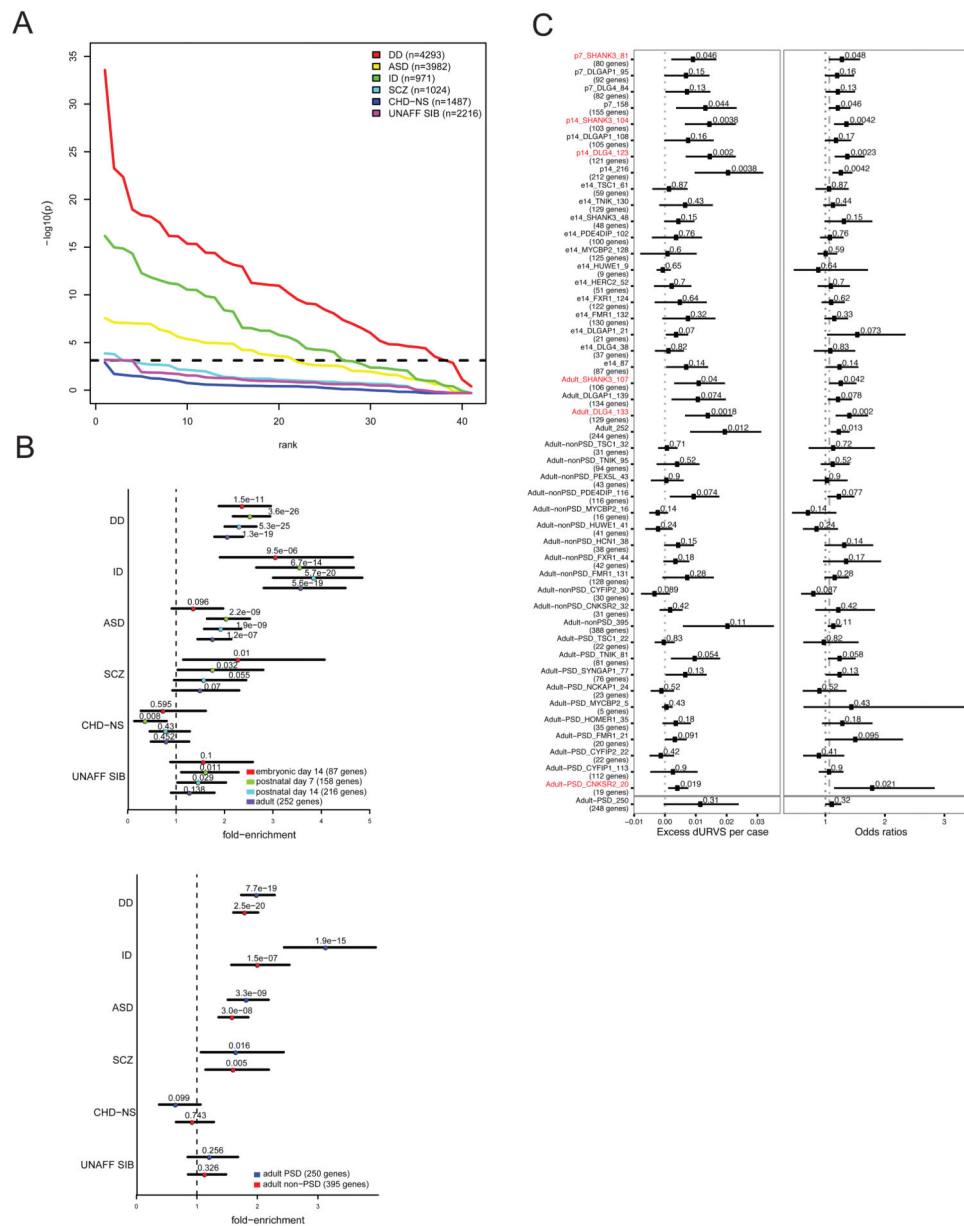 A
35
30
25
20
15
10
5
0
−log10(p)
0
10
20
30
40
rank
DD (n=4293)
ASD (n=3982)
ID (n=971)
SCZ (n=1024)
CHD−NS (n=1487)
UNAFF SIB (n=2216)
B
DD
1.5e−11
3.6e−26
5.3e−25
1.3e−19
ID
9.5e−06
6.7e−14
5.7e−20
5.6e−19
ASD
0.096
2.2e−09
1.9e−09
1.2e−07
SCZ
0.01
0.032
0.055
0.07
CHD−NS
0.595
0.008
0.43
0.452
UNAFF SIB
0.1
0.011
0.029
0.138
embryonic day 14 (87 genes)
postnatal day 7 (158 genes)
postnatal day 14 (216 genes)
adult (252 genes)
0 1 2 3 4 5
fold−enrichment
DD
7.7e−19
2.5e−20
ID
1.9e−15
1.5e−07
ASD
3.3e−09
3.0e−08
SCZ
0.016
0.005
CHD−NS
0.099
0.743
UNAFF SIB
0.256
0.326
adult PSD (250 genes)
adult non−PSD (395 genes)
0 1 2 3
fold−enrichment
C
p7_SHANK3_81 0.046 0.048
(80 genes)
p7_DLGAP1_95 0.15 0.16
(92 genes)
p7_DLG4_84 0.13 0.13
(82 genes)
p7_158 0.044 0.046
(155 genes)
p14_SHANK3_104 0.0038 0.0042
(103 genes)
p14_DLGAP1_108 0.16 0.17
(105 genes)
p14_DLG4_123 0.002 0.0023
(121 genes)
p14_216 0.0038 0.0042
(212 genes)
e14_TSC1_61 0.87 0.87
(59 genes)
e14_TNIK_130 0.43 0.44
(129 genes)
e14_SHANK3_48 0.15 0.15
(48 genes)
e14_PDE4DIP_102 0.76 0.76
(100 genes)
e14_MYCBP2_128 0.6 0.59
(125 genes)
e14_HUWE1_9 0.65 0.64
(9 genes)
e14_HERC2_52 0.7 0.7
(51 genes)
e14_FXR1_124 0.64 0.62
(122 genes)
e14_FMR1_132 0.32 0.33
(130 genes)
e14_DLGAP1_21 0.07 0.073
(21 genes)
e14_DLG4_38 0.82 0.83
(37 genes)
e14_87 0.14 0.14
(87 genes)
Adult_SHANK3_107 0.04 0.042
(106 genes)
Adult_DLGAP1_139 0.074 0.078
(134 genes)
Adult_DLG4_133 0.0018 0.002
(129 genes)
Adult_252 0.012 0.013
(244 genes)
Adult−nonPSD_TSC1_32 0.71 0.72
(31 genes)
Adult−nonPSD_TNIK_95 0.52 0.52
(94 genes)
Adult−nonPSD_PEX5L_43 0.9 0.9
(43 genes)
Adult−nonPSD_PDE4DIP_116 0.074 0.077
(116 genes)
Adult−nonPSD_MYCBP2_16 0.14 0.14
(16 genes)
Adult−nonPSD_HUWE1_41 0.24 0.24
(41 genes)
Adult−nonPSD_HCN1_38 0.15 0.14
(38 genes)
Adult−nonPSD_FXR1_44 0.18 0.17
(42 genes)
Adult−nonPSD_FMR1_131 0.28 0.28
(128 genes)
Adult−nonPSD_CYFIP2_30 0.089 0.087
(30 genes)
Adult−nonPSD_CNKSR2_32 0.42 0.42
(31 genes)
Adult−nonPSD_395 0.11 0.11
(388 genes)
Adult−PSD_TSC1_22 0.83 0.82
(22 genes)
Adult−PSD_TNIK_81 0.054 0.058
(81 genes)
Adult−PSD_SYNGAP1_77 0.13 0.13
(76 genes)
Adult−PSD_NCKAP1_24 0.52 0.52
(23 genes)
Adult−PSD_MYCBP2_5 0.43 0.43
(5 genes)
Adult−PSD_HOMER1_35 0.18 0.18
(35 genes)
Adult−PSD_FMR1_21 0.091 0.095
(20 genes)
Adult−PSD_CYFIP2_22 0.42 0.41
(22 genes)
Adult−PSD_CYFIP1_113 0.9 0.9
(112 genes)
Adult−PSD_CNKSR2_20 0.019 0.021
(19 genes)
Adult−PSD_250 0.31 0.32
(248 genes)
−0.01 0.00 0.01 0.02 0.03 1 2 3
Excess dURVS per case Odds ratios